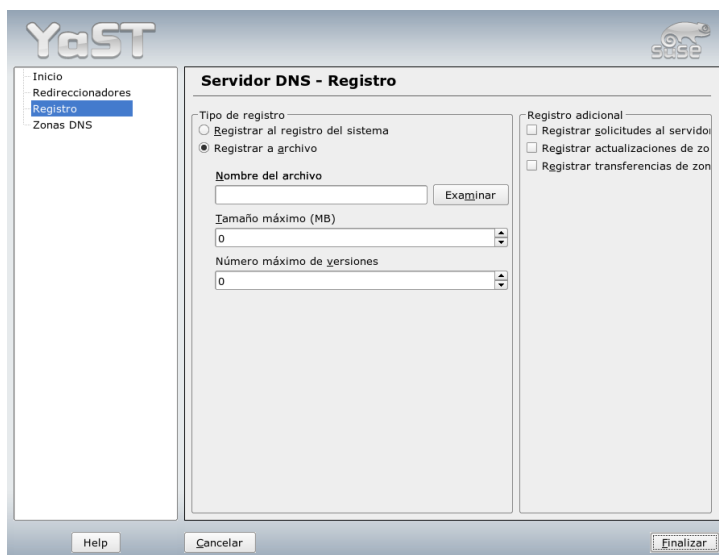 YaST
SUSE
Inicio
Redireccionadores
Registro
Zonas DNS
Servidor DNS - Registro
Tipo de registro
Registrar al registro del sistema
Registrar a archivo
Nombre del archivo
Examinar
Tamaño máximo (MB)
0
Número máximo de versiones
0
Registro adicional
Registrar solicitudes al servidor
Registrar actualizaciones de zo
Registrar transferencias de zon
Help
Cancelar
Finalizar